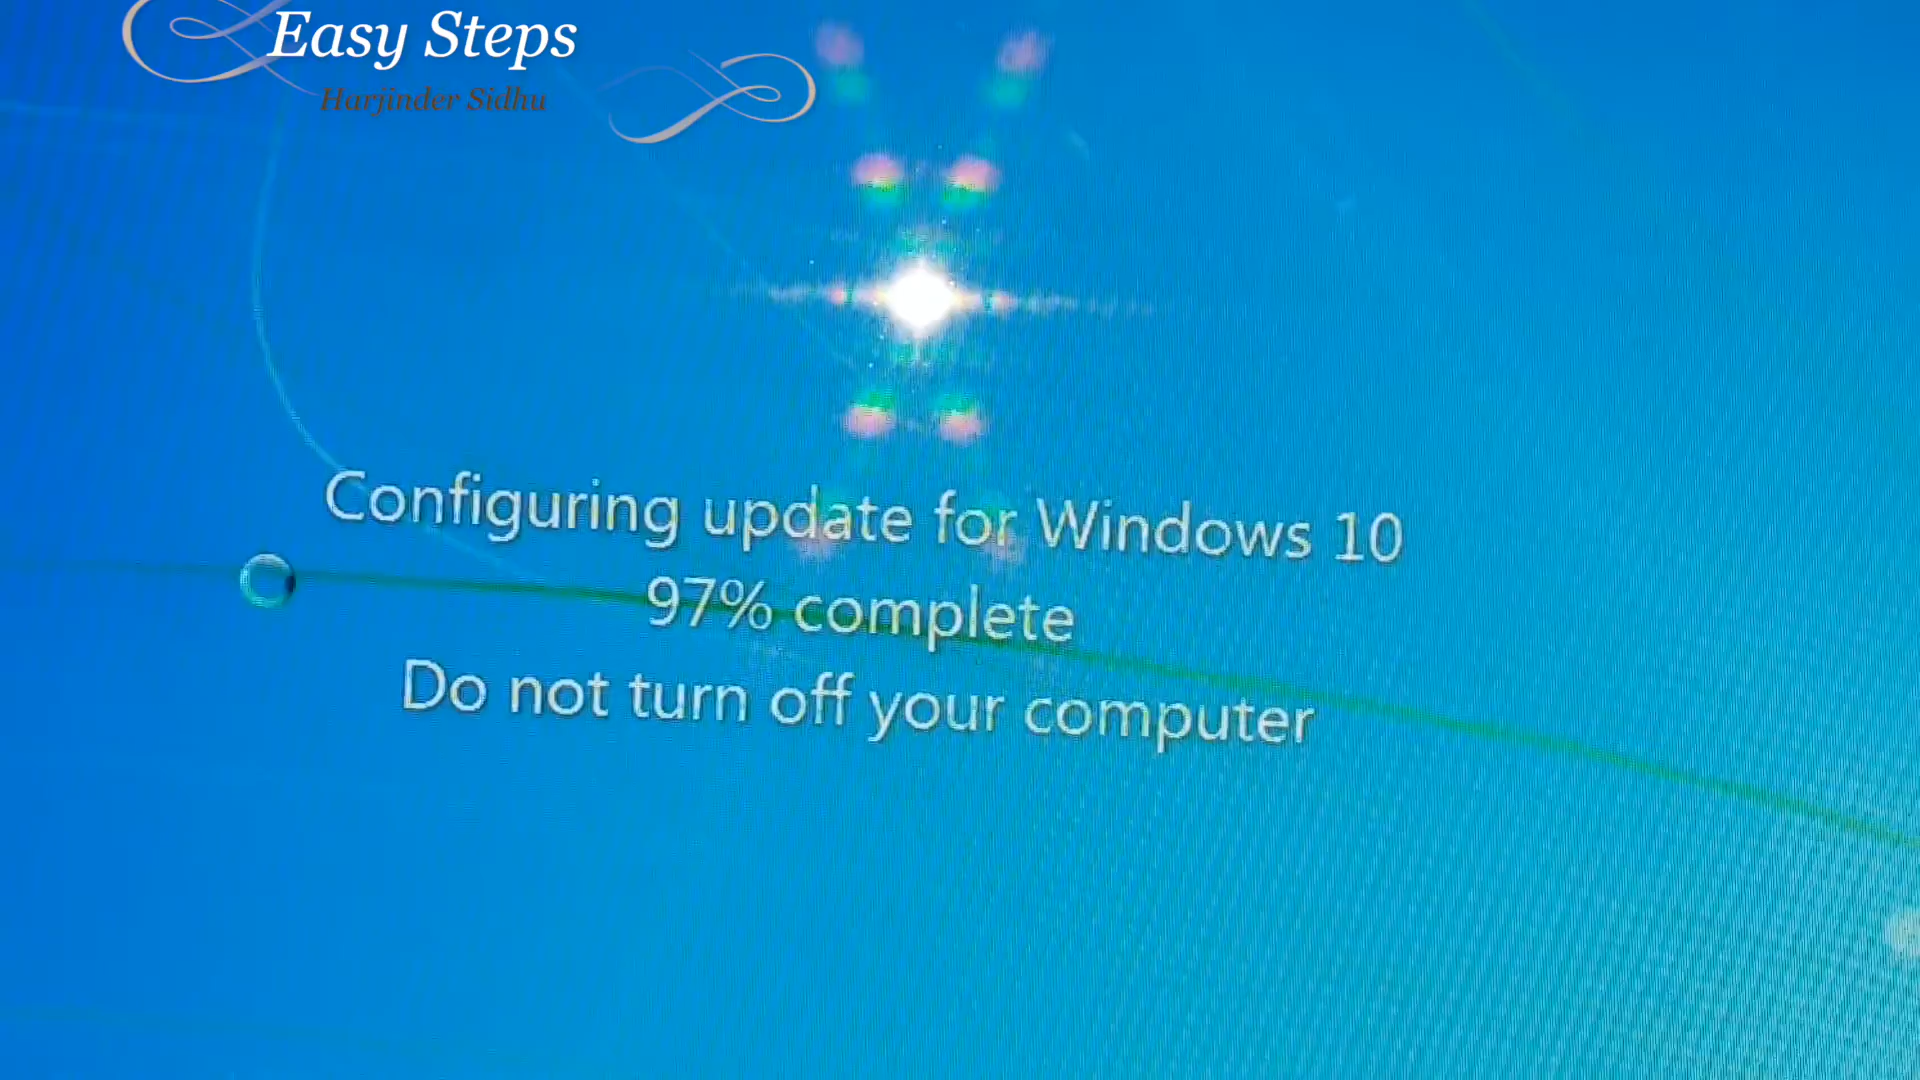 Easy Steps
Harjinder Sidhu
Configuring update for Windows 10
97% complete
Do not turn off your computer